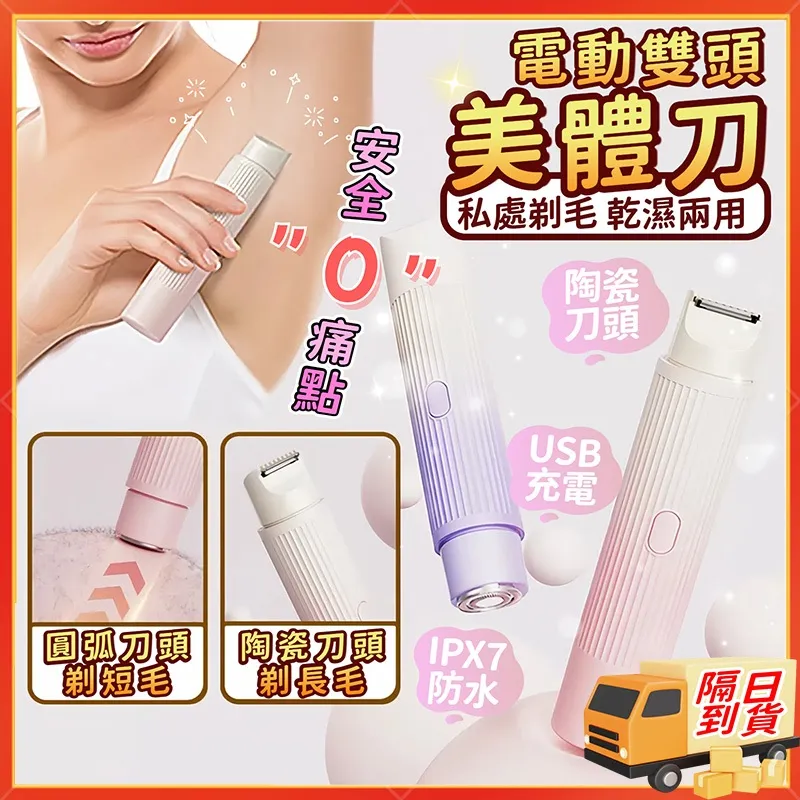 電動雙頭
美體刀
私處剃毛 乾濕兩用
安全
"0"
痛點
陶瓷
刀頭
USB
充電
圓弧刀頭
剃短毛
陶瓷刀頭
剃長毛
IPX7
防水
隔日
到貨